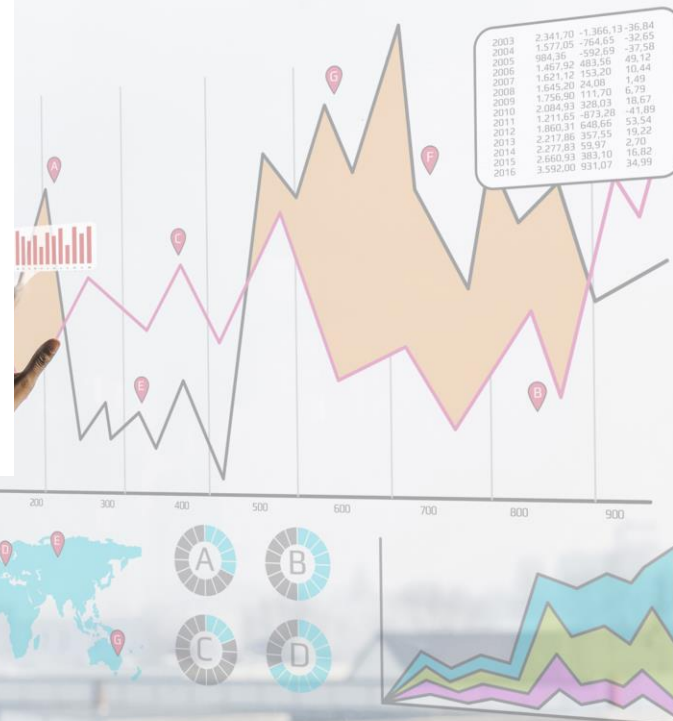 2003 2.341,70 -1.366,13 -36,84
2004 1.577,05 -764,65 -32,65
2005 984,36 -592,69 -37,58
2006 1.467,92 483,56 49,12
2007 1.621,12 153,20 10,44
2008 1.645,20 24,08 1,49
2009 1.756,90 111,70 6,79
2010 2.084,93 328,03 18,67
2011 1.211,65 -873,28 -41,89
2012 1.860,31 648,66 53,54
2013 2.217,86 357,55 19,22
2014 2.277,83 59,97 2,70
2015 2.660,93 383,10 16,82
2016 3.592,00 931,07 34,99
G
A
F
C
E
B
200 300 400 500 600 700 800 900
D E
A B
G
C D